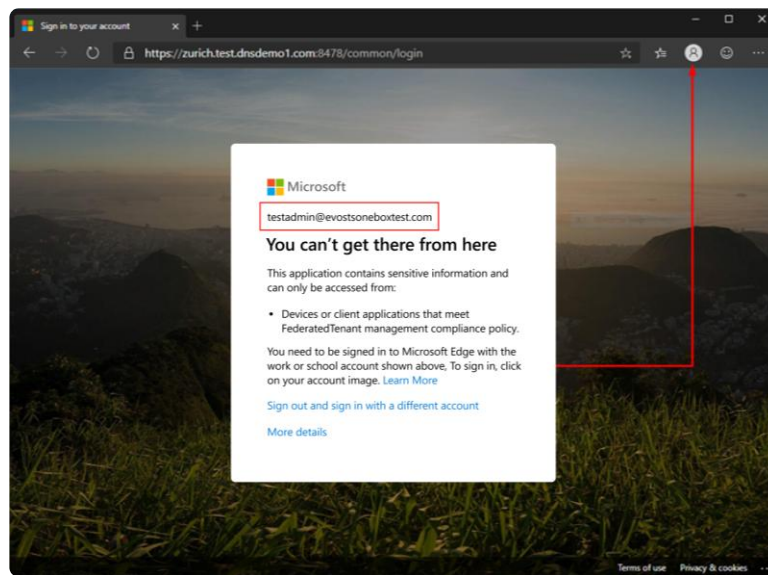 Sign in to your account
https://zurich.test.dnsdemo1.com:8478/common/login
Microsoft
testadmin@evostsoneboxtest.com
You can't get there from here
This application contains sensitive information and
can only be accessed from:
• Devices or client applications that meet
FederatedTenant management compliance policy.
You need to be signed in to Microsoft Edge with the
work or school account shown above, To sign in, click
on your account image. Learn More
Sign out and sign in with a different account
More details
Terms of use Privacy & cookies